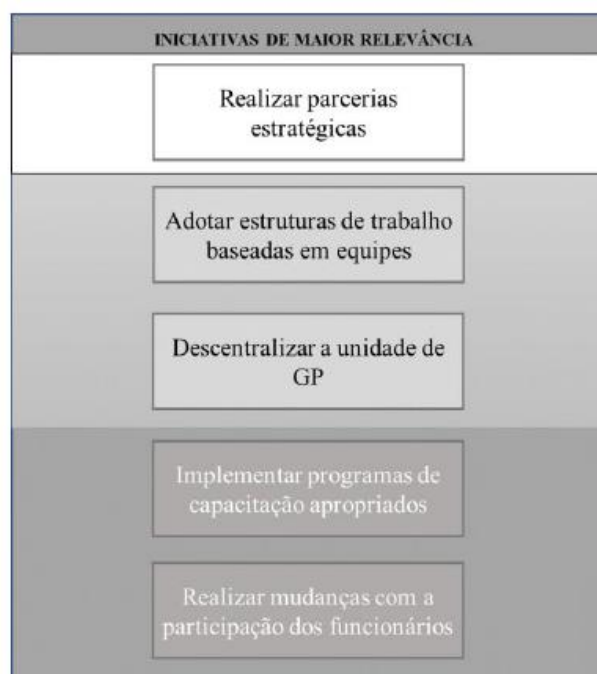 INICIATIVAS DE MAIOR RELEVÂNCIA
Realizar parcerias
estratégicas
Adotar estruturas de trabalho
baseadas em equipes
Descentralizar a unidade de
GP
Implementar programas de
capacitação apropriados
Realizar mudanças com a
participação dos funcionários